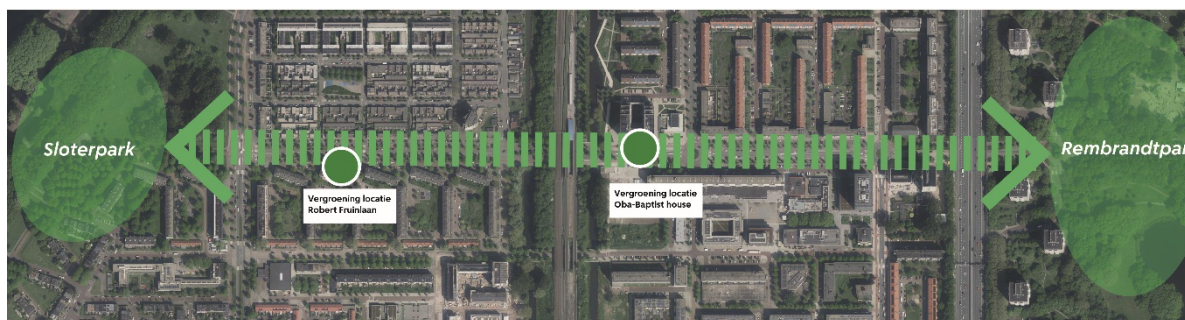 Sloterpark
Vergroening locatie
Robert Fruinlaan
Vergroening locatie
Oba-Baptist house
Rembrandtpar